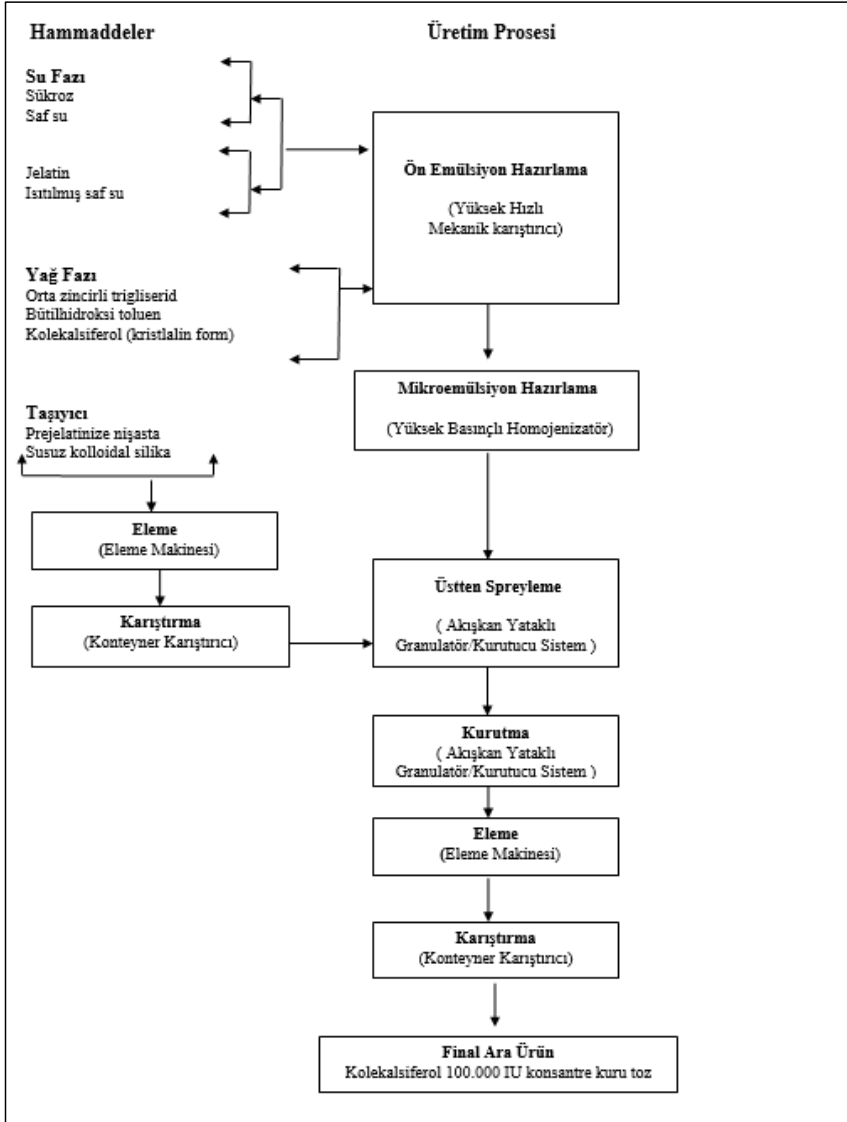 Hammaddeler
Üretim Prosesi
Su Fazı
Sükroz
Saf su
Jelatin
Isıtılmış saf su
Ön Emülsiyon Hazırlama
(Yüksek Hızlı
Mekanik karıştırıcı)
Yağ Fazı
Orta zincirli trigliserid
Bütilhidroksi toluen
Kolekalsiferol (kristlalin form)
Mikroemülsiyon Hazırlama
(Yüksek Basınçlı Homojenizatör)
Taşıyıcı
Prejelatinize nişasta
Susuz kolloidal silika
Eleme
(Eleme Makinesi)
Karıştırma
(Konteyner Karıştırıcı)
Üstten Spreyleme
( Akışkan Yataklı
Granulatör/Kurutucu Sistem )
Kurutma
( Akışkan Yataklı
Granulatör/Kurutucu Sistem )
Eleme
(Eleme Makinesi)
Karıştırma
(Konteyner Karıştırıcı)
Final Ara Ürün
Kolekalsiferol 100.000 IU konsantre kuru toz